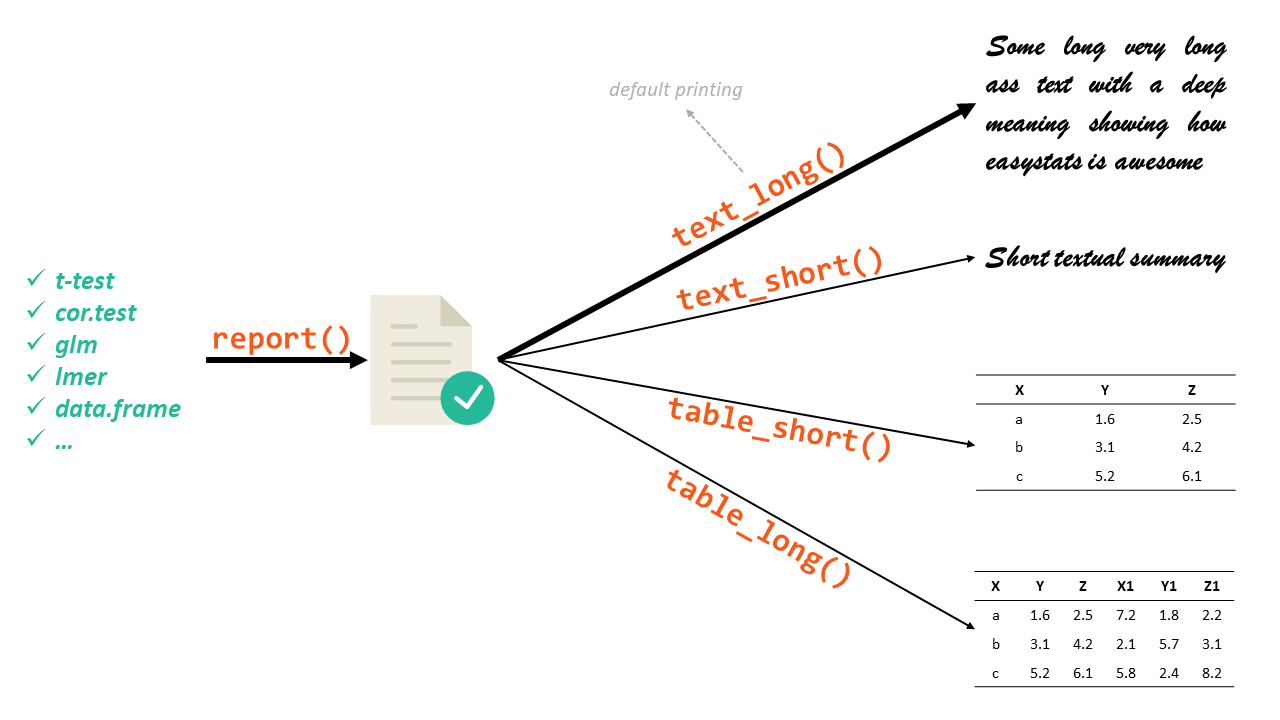 t-test
cor.test
glm
lmer
data.frame
...
report()
default printing
text_long()
text_short()
table_short()
table_long()
Some long very long
ass text with a deep
meaning showing how
easystats is awesome
Short textual summary
X Y Z
a 1.6 2.5
b 3.1 4.2
c 5.2 6.1
X Y Z X1 Y1 Z1
a 1.6 2.5 7.2 1.8 2.2
b 3.1 4.2 2.1 5.7 3.1
c 5.2 6.1 5.8 2.4 8.2